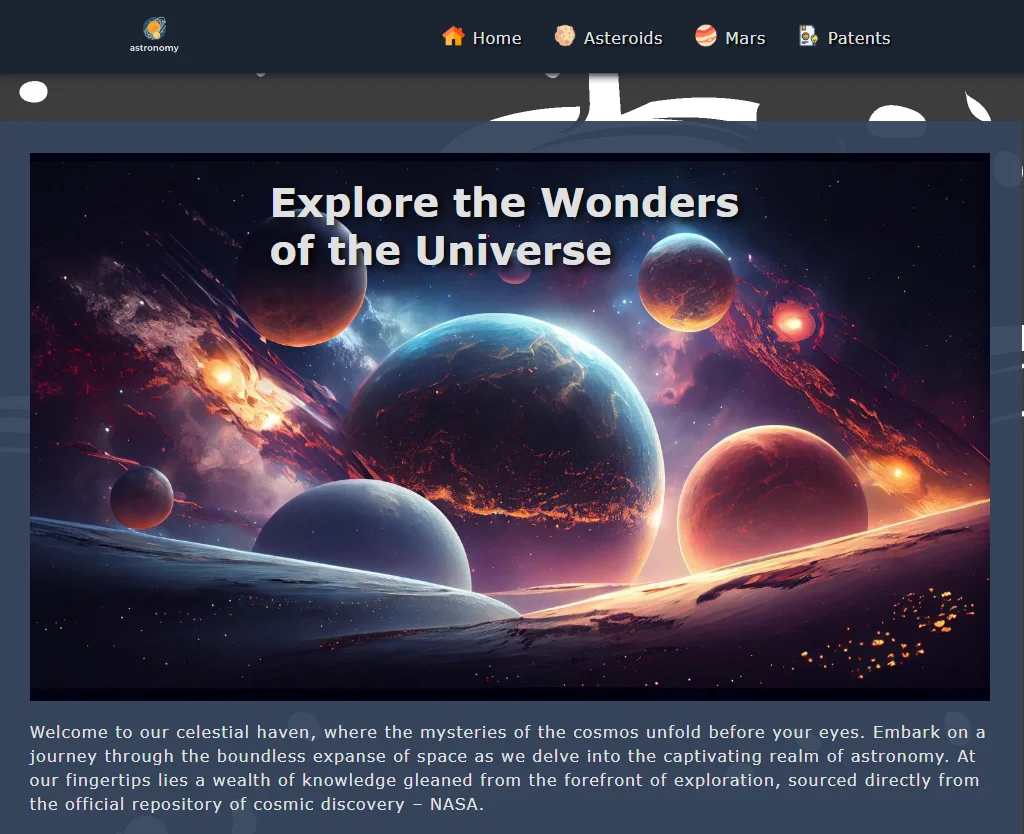 astronomy
Home
Asteroids
Mars
Patents
Explore the Wonders
of the Universe
Welcome to our celestial haven, where the mysteries of the cosmos unfold before your eyes. Embark on a
journey through the boundless expanse of space as we delve into the captivating realm of astronomy. At
our fingertips lies a wealth of knowledge gleaned from the forefront of exploration, sourced directly from
the official repository of cosmic discovery – NASA.